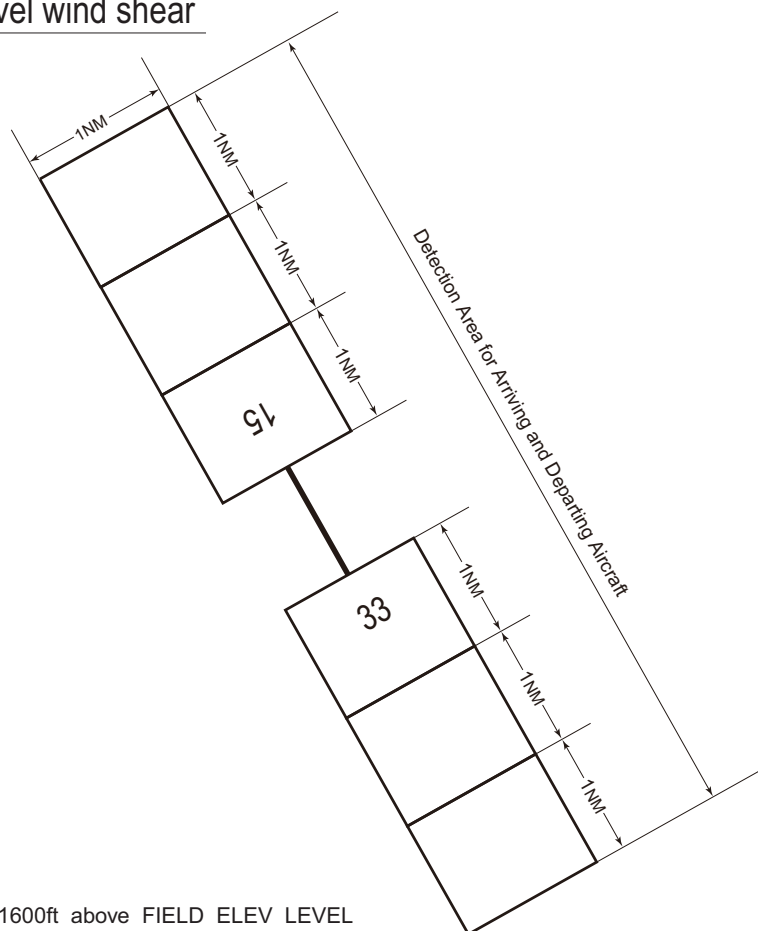 vel wind shear
1NM
1NM
1NM
1NM
Detection Area for Arriving and Departing Aircraft
15
33
1NM
1NM
1NM
1600ft above FIELD ELEV LEVEL